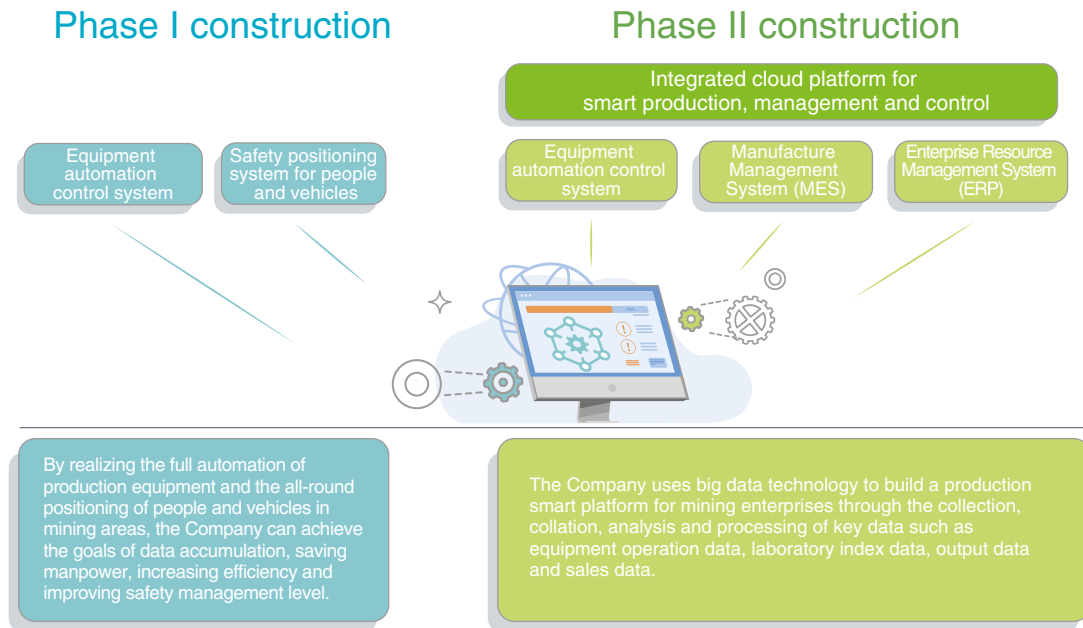 Phase I construction
Equipment
automation
control system
Safety positioning
system for people
and vehicles
By realizing the full automation of
production equipment and the all-round
positioning of people and vehicles in
mining areas, the Company can achieve
the goals of data accumulation, saving
manpower, increasing efficiency and
improving safety management level.
Phase II construction
Integrated cloud platform for
smart production, management and control
Equipment
automation control
system
Manufacture
Management
System (MES)
Enterprise Resource
Management System
(ERP)
The Company uses big data technology to build a production
smart platform for mining enterprises through the collection,
collation, analysis and processing of key data such as
equipment operation data, laboratory index data, output data
and sales data.